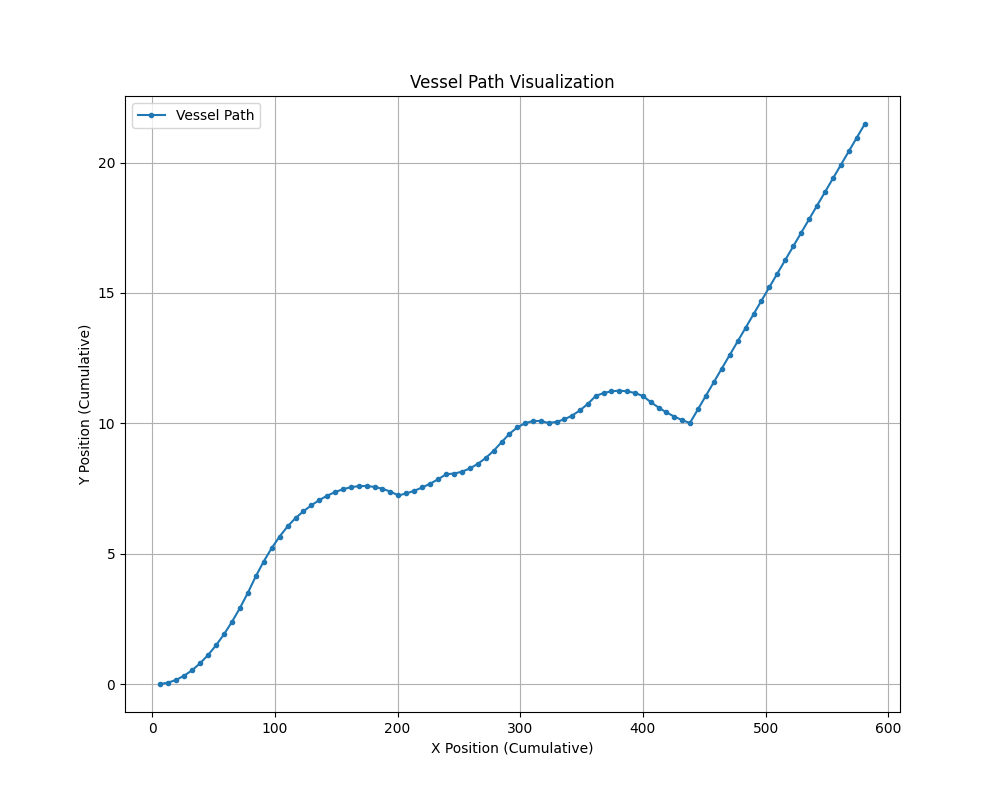 Vessel Path Visualization
Vessel Path
Y Position (Cumulative)
20
15
10
5
0
0 100 200 300 400 500 600
X Position (Cumulative)